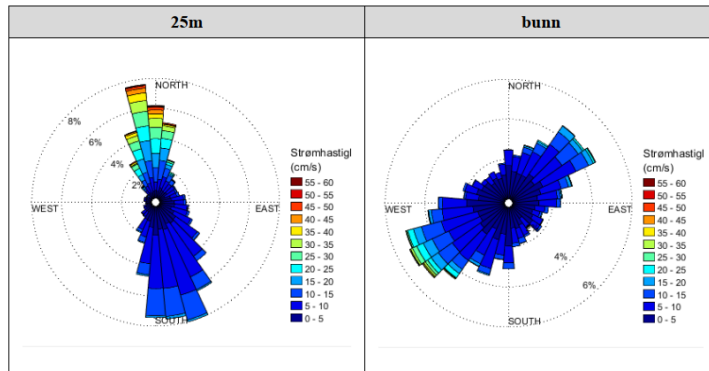 25m
bunn
NORTH
8%
6%
4%
2%
WEST
EAST
SOUTH
Strømhastigl
(cm/s)
55 - 60
50 - 55
45 - 50
40 - 45
35 - 40
30 - 35
25 - 30
20 - 25
15 - 20
10 - 15
5 - 10
0 - 5
NORTH
WEST
EAST
4%
6%
SOUTH
Strømhastigl
(cm/s)
55 - 60
50 - 55
45 - 50
40 - 45
35 - 40
30 - 35
25 - 30
20 - 25
15 - 20
10 - 15
5 - 10
0 - 5